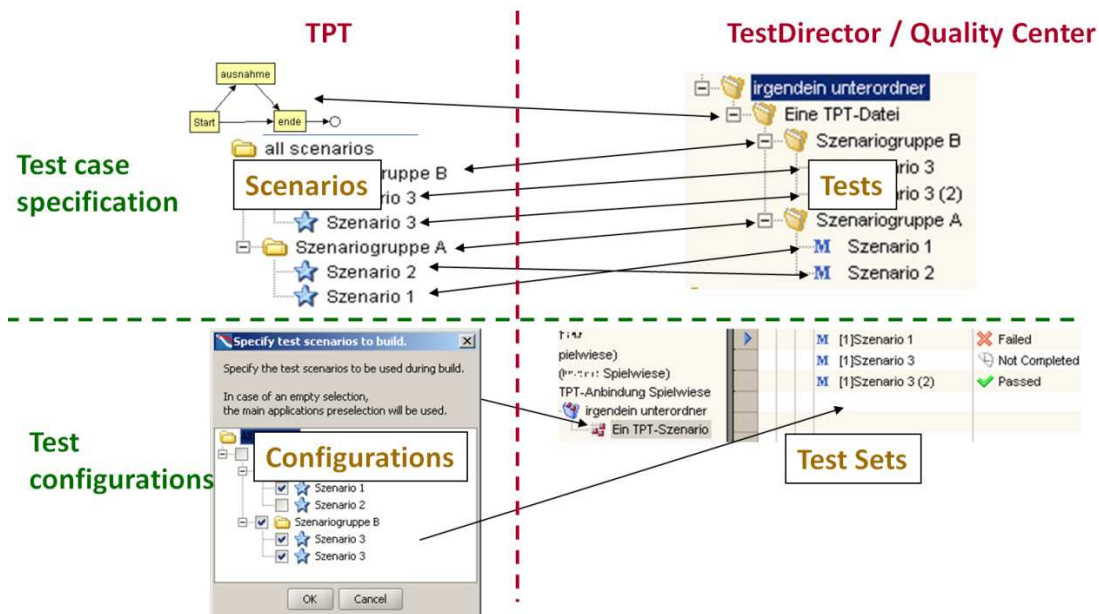 TPT
TestDirector / Quality Center
ausnahme
Start
ende
all scenarios
Scenarios
ruppe B
3
Szenario 3
Szenariogruppe A
Szenario 2
Szenario 1
Test case
specification
irgendein unterordner
Eine TPT-Datei
Szenariogruppe B
Tests
3
3 (2)
Szenariogruppe A
M Szenario 1
M Szenario 2
Test
configurations
Specify test scenarios to build.
Specify the test scenarios to be used during build.
In case of an empty selection,
the main applications preselection will be used.
Configurations
Szenario 1
Szenario 2
Szenariogruppe B
Szenario 3
Szenario 3
OK Cancel
pielwiese)
Spielwiese)
TPT-Anbindung Spielwiese
irgendein unterordner
Ein TPT-Szenario
M [1]Szenario 1 Failed
M [1]Szenario 3 Not Completed
M [1]Szenario 3 (2) Passed
Test Sets